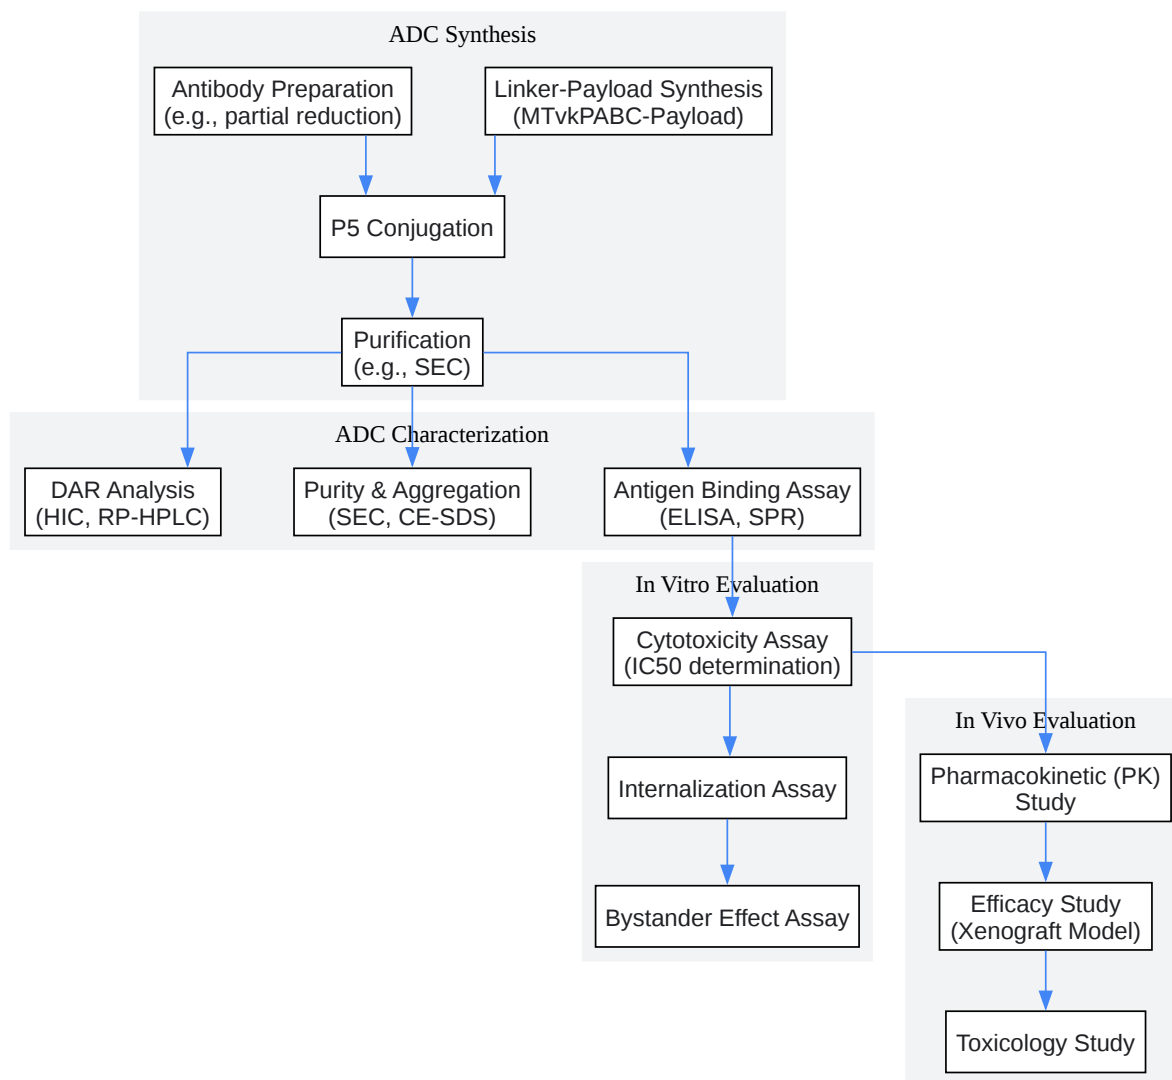 ADC Synthesis
Antibody Preparation
(e.g., partial reduction)
Linker-Payload Synthesis
(MTvkPABC-Payload)
P5 Conjugation
Purification
(e.g., SEC)
ADC Characterization
DAR Analysis
(HIC, RP-HPLC)
Purity & Aggregation
(SEC, CE-SDS)
Antigen Binding Assay
(ELISA, SPR)
In Vitro Evaluation
Cytotoxicity Assay
(IC50 determination)
Internalization Assay
Bystander Effect Assay
In Vivo Evaluation
Pharmacokinetic (PK)
Study
Efficacy Study
(Xenograft Model)
Toxicology Study